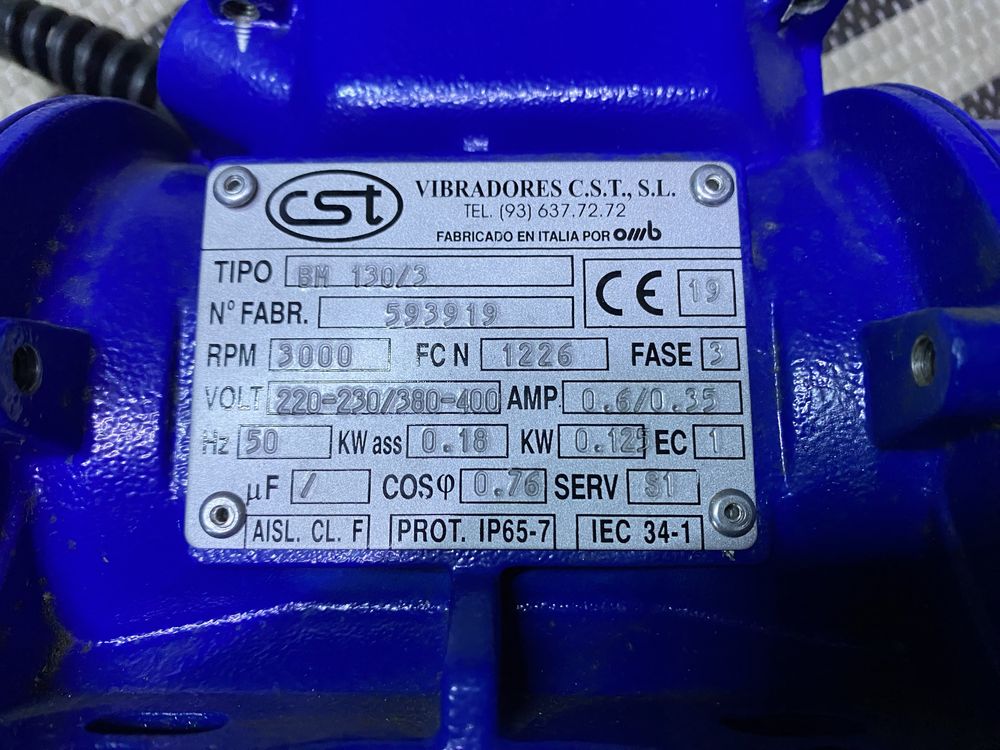 cst VIBRADORES C.S.T., S.L.
TEL. (93) 637.72.72
FABRICADO EN ITALIA POR omb
TIPO BM 130/3
CE 19
Nº FABR. 593919
RPM 3000 FC N 1226 FASE 3
VOLT 220-230/380-400 AMP 0.6/0.35
Hz 50 KW ass 0.18 KW 0.125 EC 1
µF / COSφ 0.76 SERV S1
AISL. CL. F PROT. IP65-7 IEC 34-1